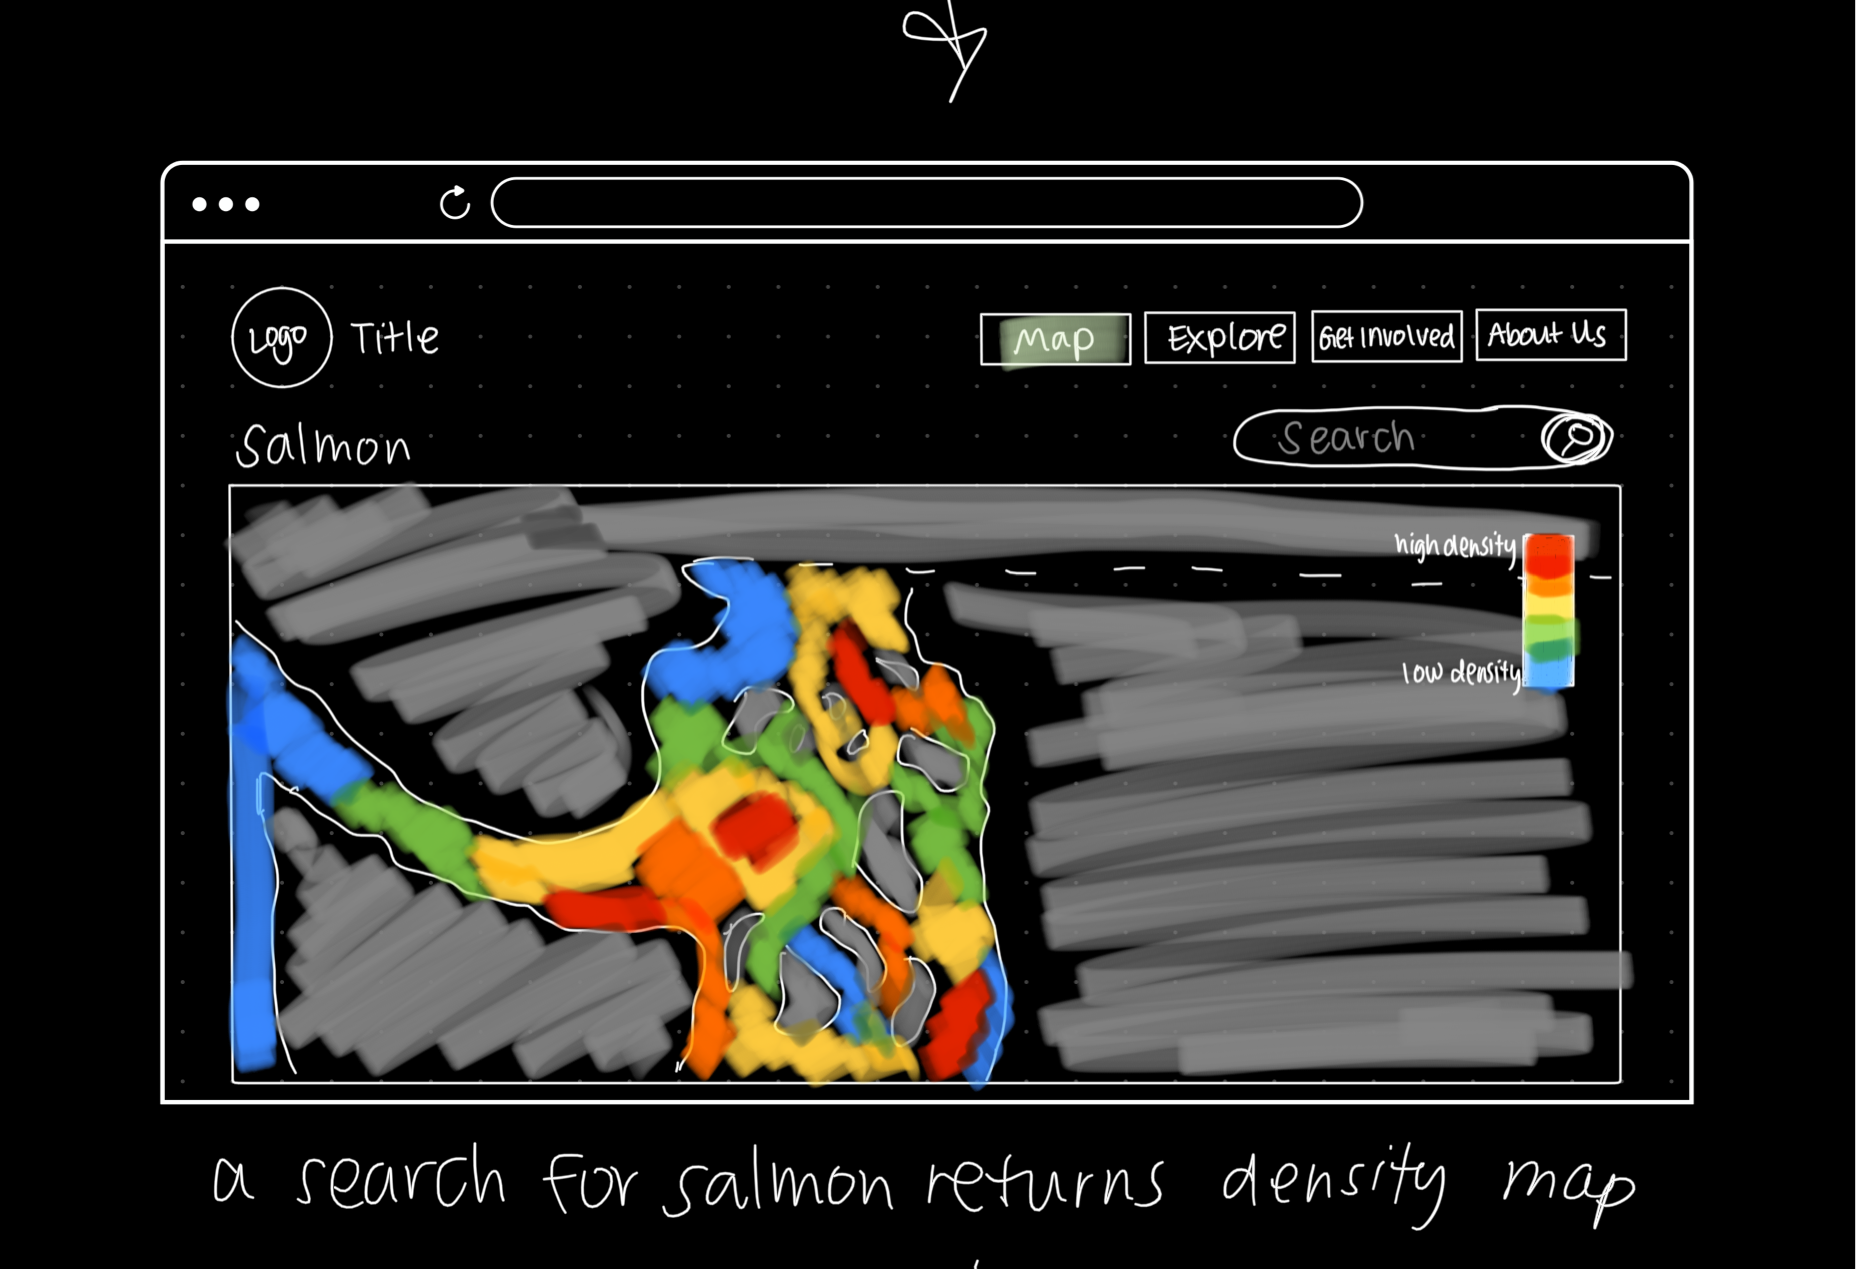 Logo
Title
Map
Explore
Get Involved
About Us
Salmon
Search
high density
low density
a search for salmon returns density map